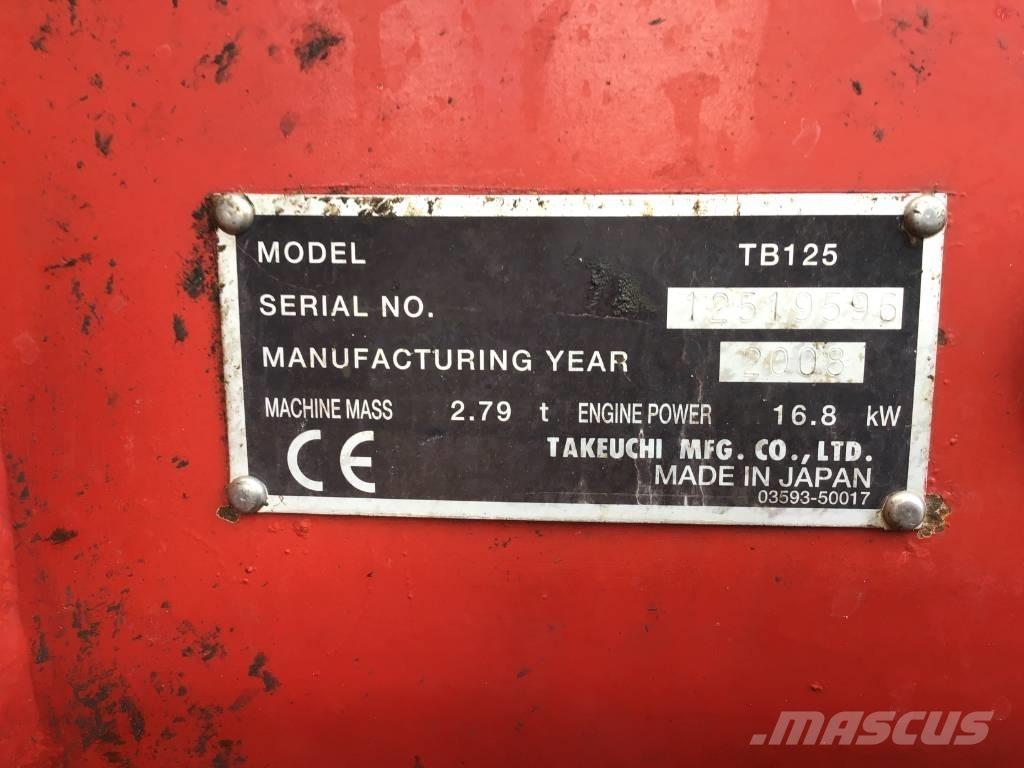 MODEL TB125
SERIAL NO. 12519596
MANUFACTURING YEAR 2008
MACHINE MASS 2.79 t ENGINE POWER 16.8 kW
CE TAKEUCHI MFG. CO., LTD.
MADE IN JAPAN
03593-50017
MASCUS